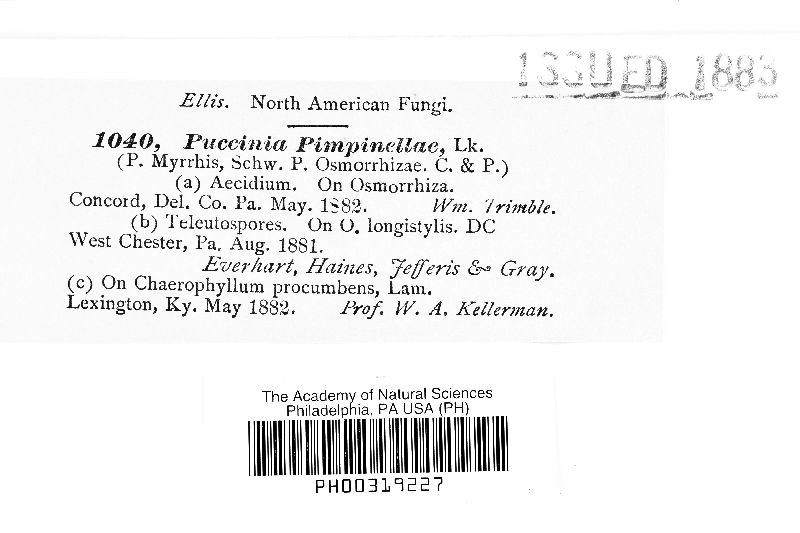 ISSUED 1883
Ellis. North American Fungi.
1040, Puccinia Pimpinellae, Lk.
(P. Myrrhis, Schw. P. Osmorrhizae. C. & P.)
(a) Aecidium. On Osmorrhiza.
Concord, Del. Co. Pa. May. 1882. Wm. Trimble.
(b) Teleutospores. On O. longistylis. DC
West Chester, Pa. Aug. 1881.
Everhart, Haines, Jefferis & Gray.
(c) On Chaerophyllum procumbens, Lam.
Lexington, Ky. May 1882. Prof. W. A. Kellerman.
The Academy of Natural Sciences
Philadelphia, PA USA (PH)
PH00319227